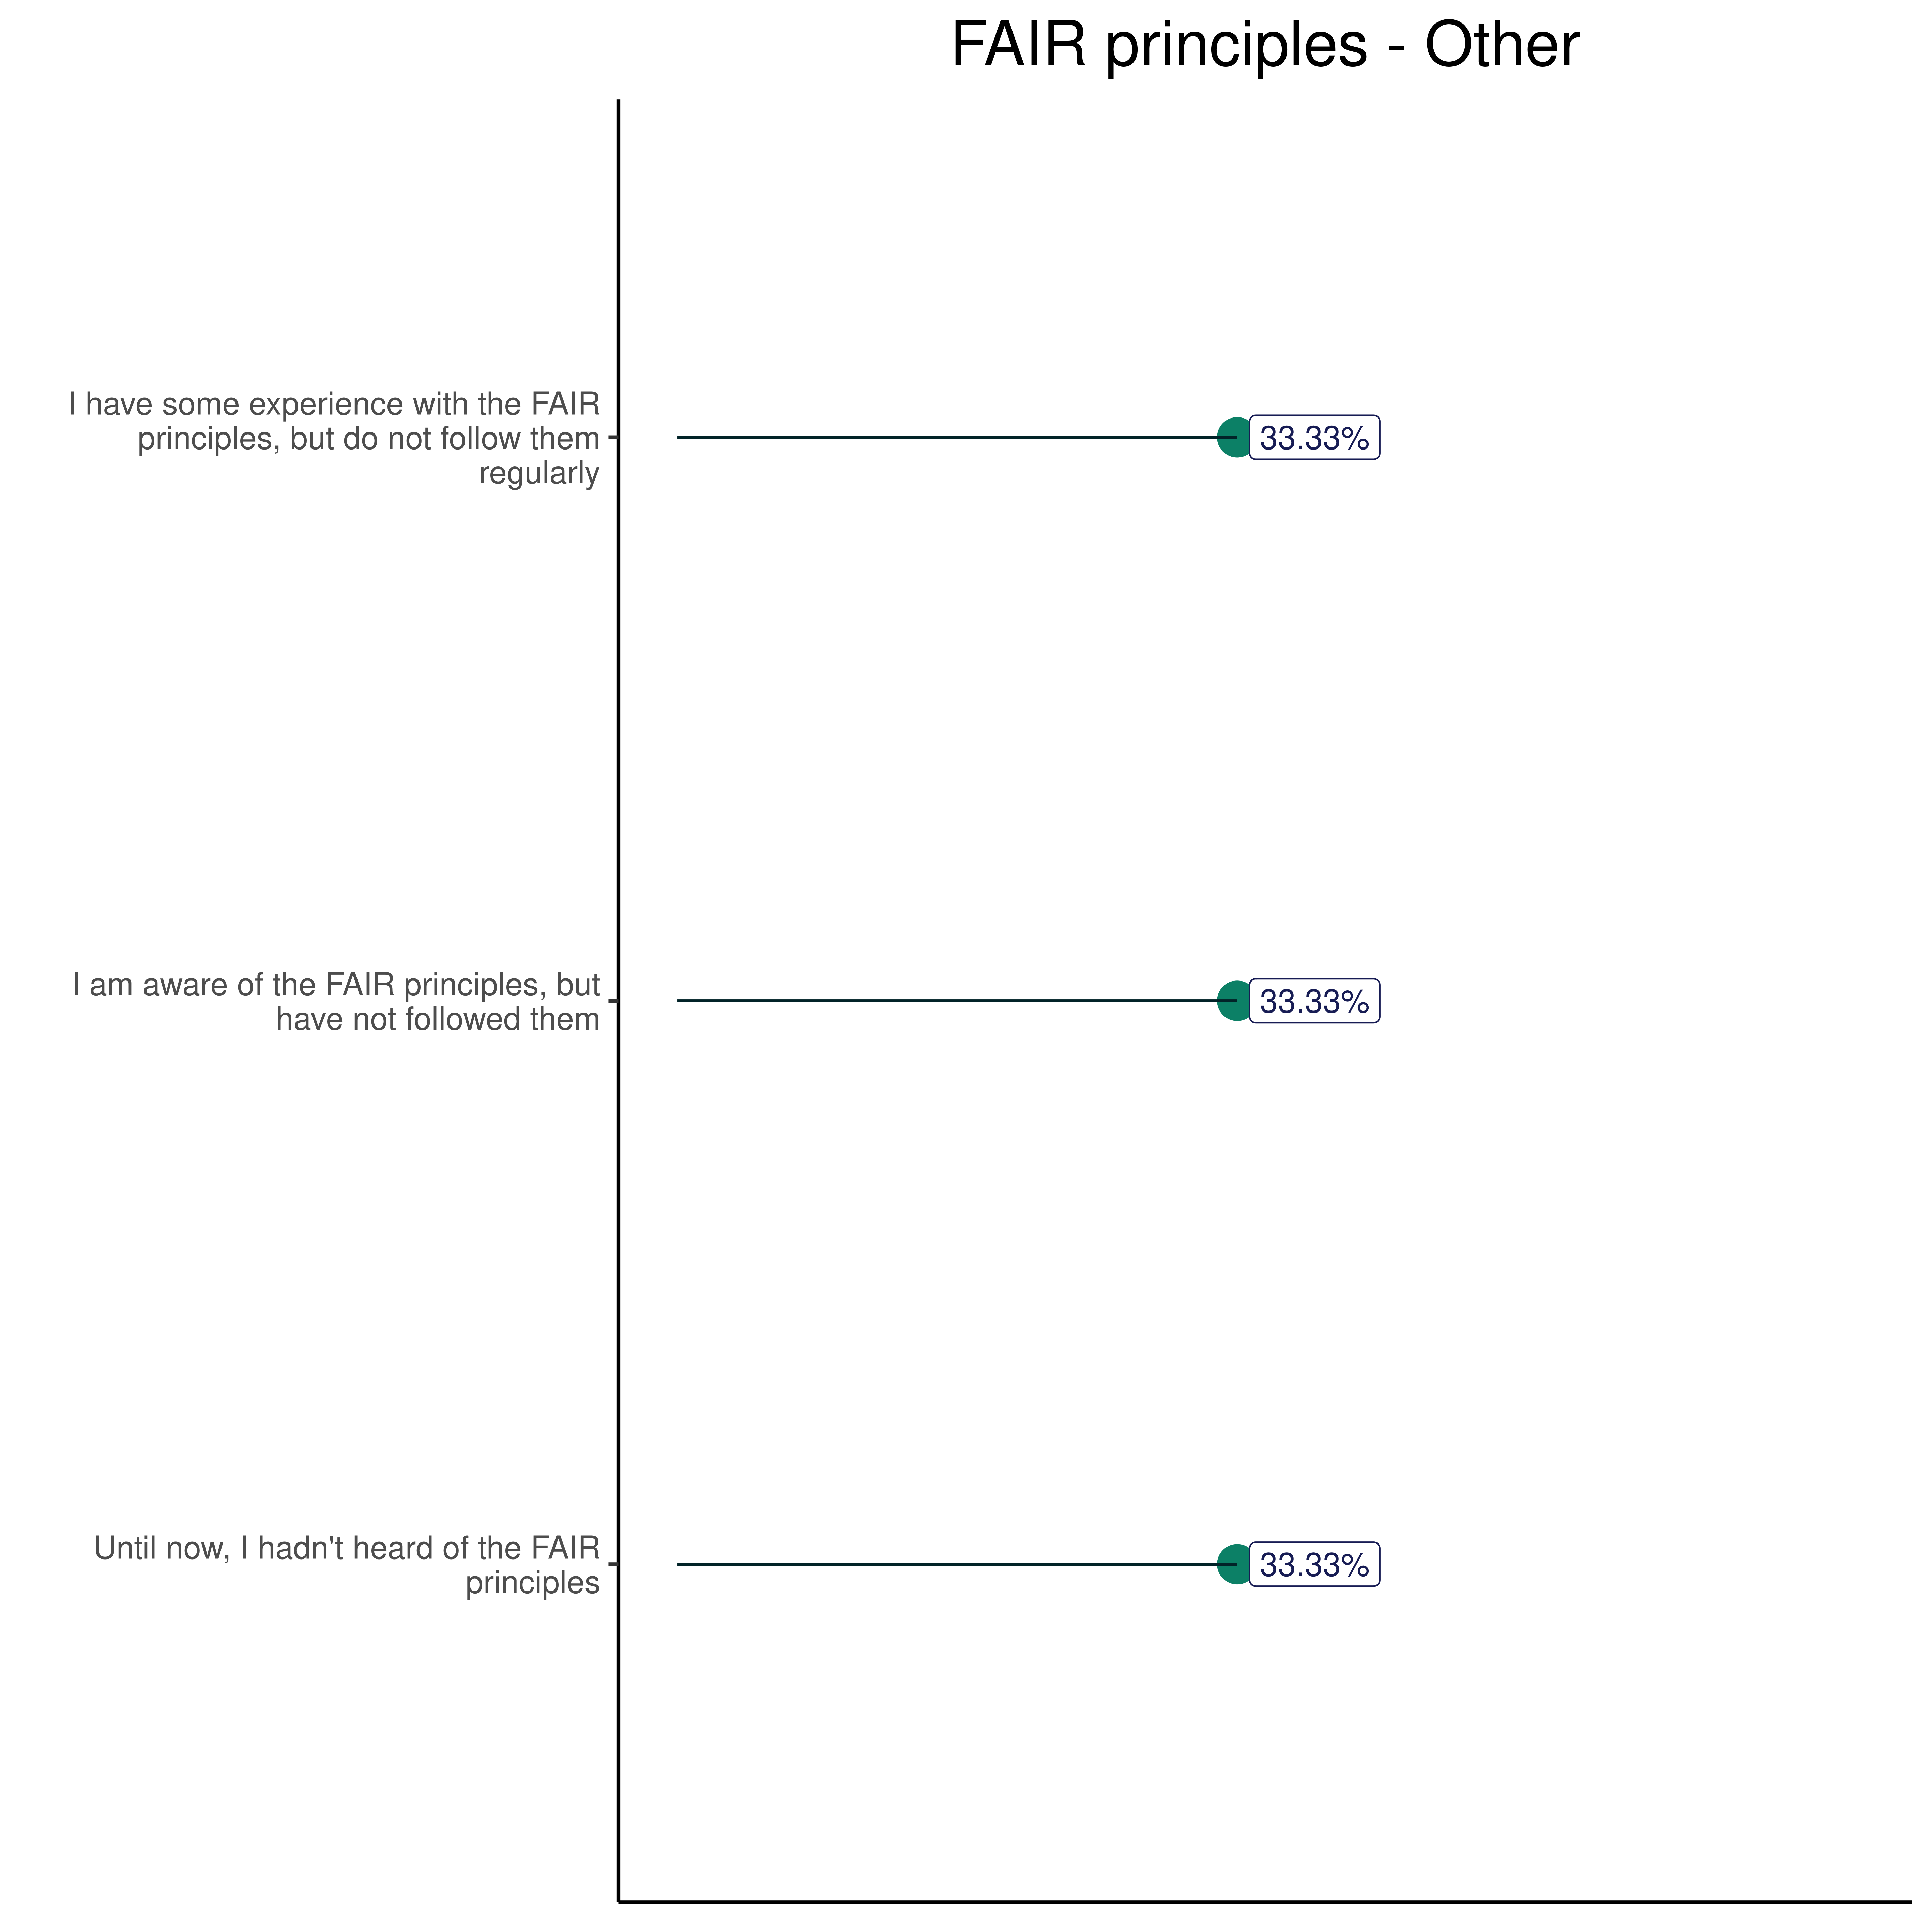 FAIR principles - Other
I have some experience with the FAIR
principles, but do not follow them
regularly
33.33%
I am aware of the FAIR principles, but
have not followed them
33.33%
Until now, I hadn't heard of the FAIR
principles
33.33%